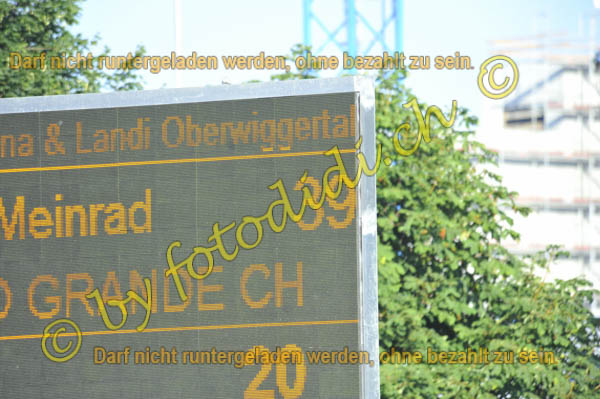 Darf nicht runtergeladen werden, ohne bezahlt zu sein. ©
na & Landi Oberwiggertal
Meinrad 39
O GRANDE CH
© by fotodidi.ch
Darf nicht runtergeladen werden, ohne bezahlt zu sein.
20